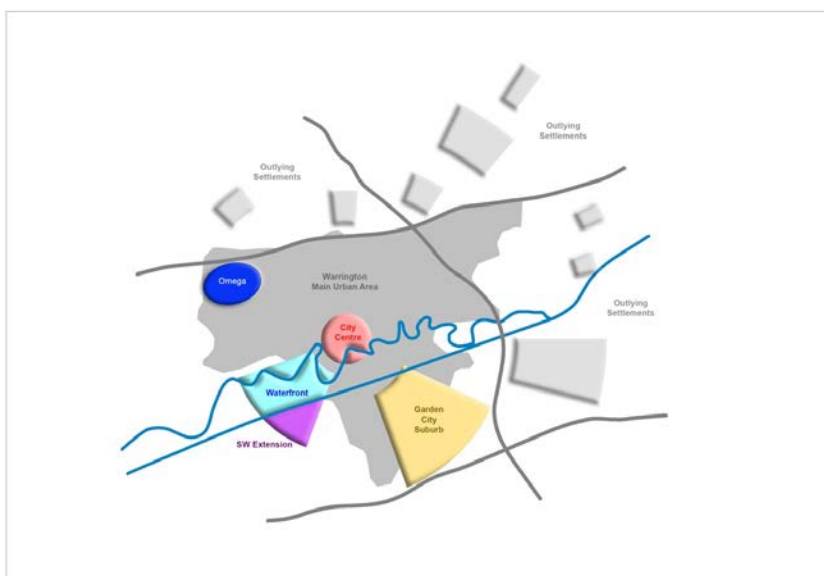 Outlying
Settlements
Outlying
Settlements
Omega
Warrington
Main Urban Area
Outlying
Settlements
City
Centre
Waterfront
Garden
City
Suburb
SW Extension